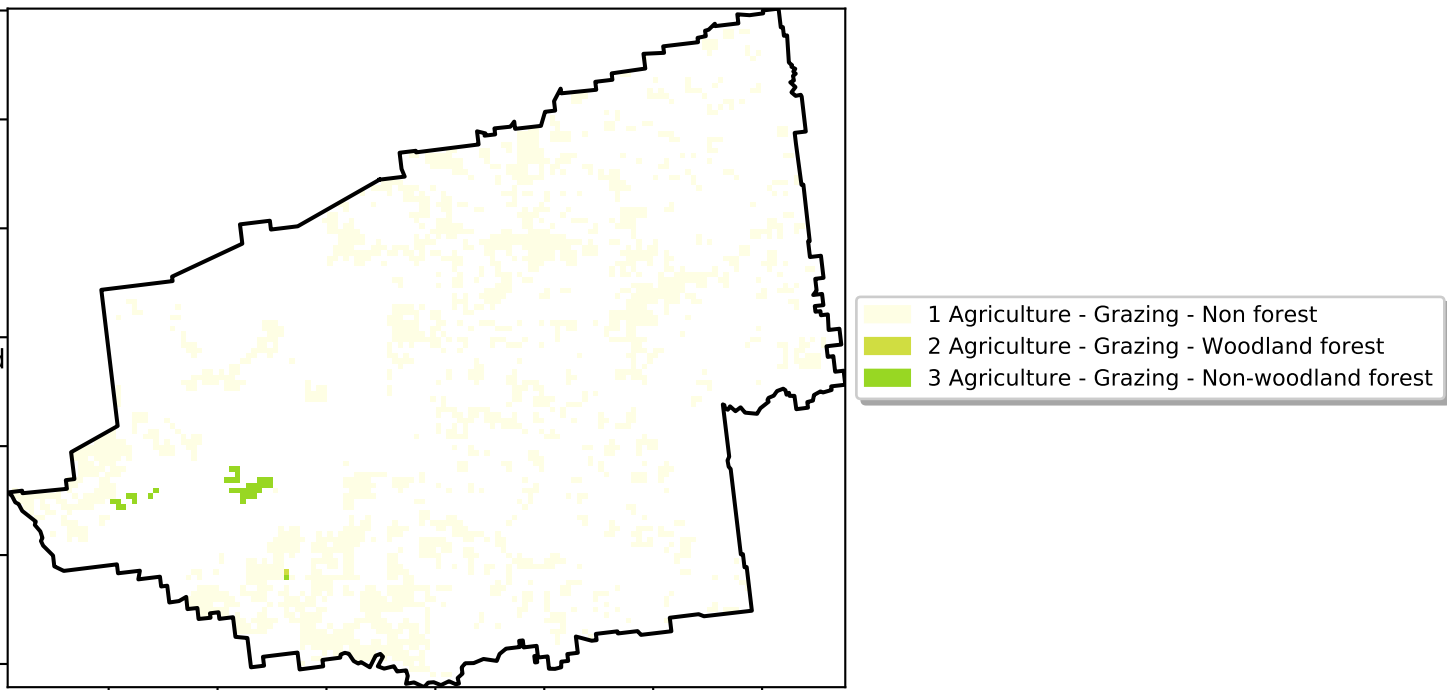 1 Agriculture - Grazing - Non forest
2 Agriculture - Grazing - Woodland forest
3 Agriculture - Grazing - Non-woodland forest